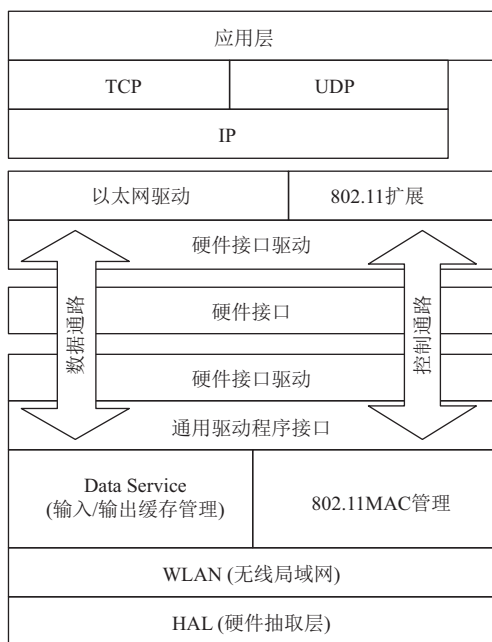 应用层
TCP
UDP
IP
以太网驱动
802.11扩展
硬件接口驱动
数据通路
控制通路
硬件接口
硬件接口驱动
通用驱动程序接口
Data Service
(输入/输出缓存管理)
802.11MAC管理
WLAN (无线局域网)
HAL (硬件抽取层)